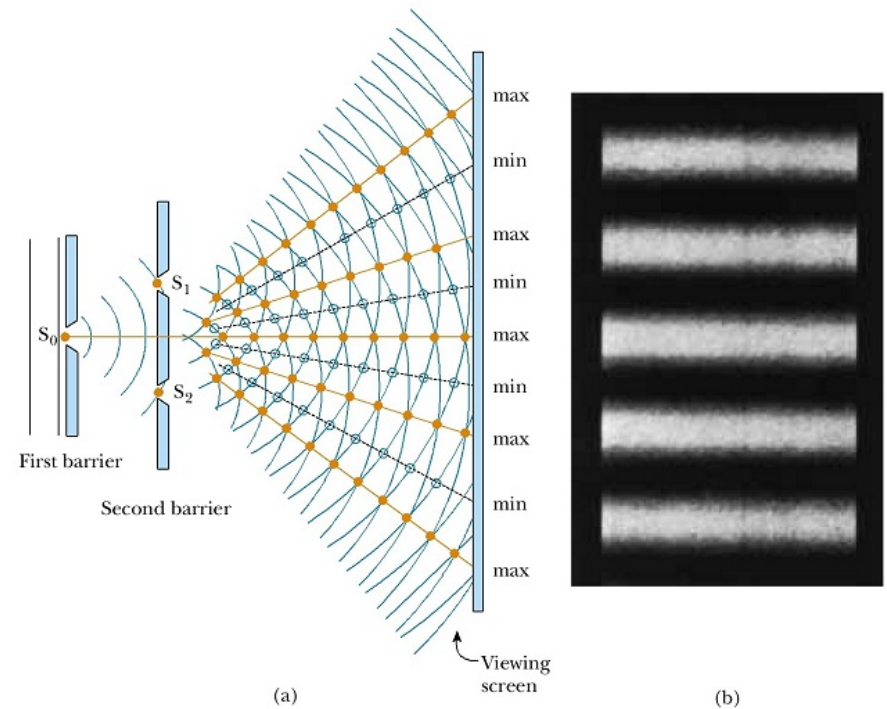 max
min
max
S₁
min
S₀
max
S₂
min
max
First barrier
Second barrier
min
max
Viewing
screen
(a)
(b)